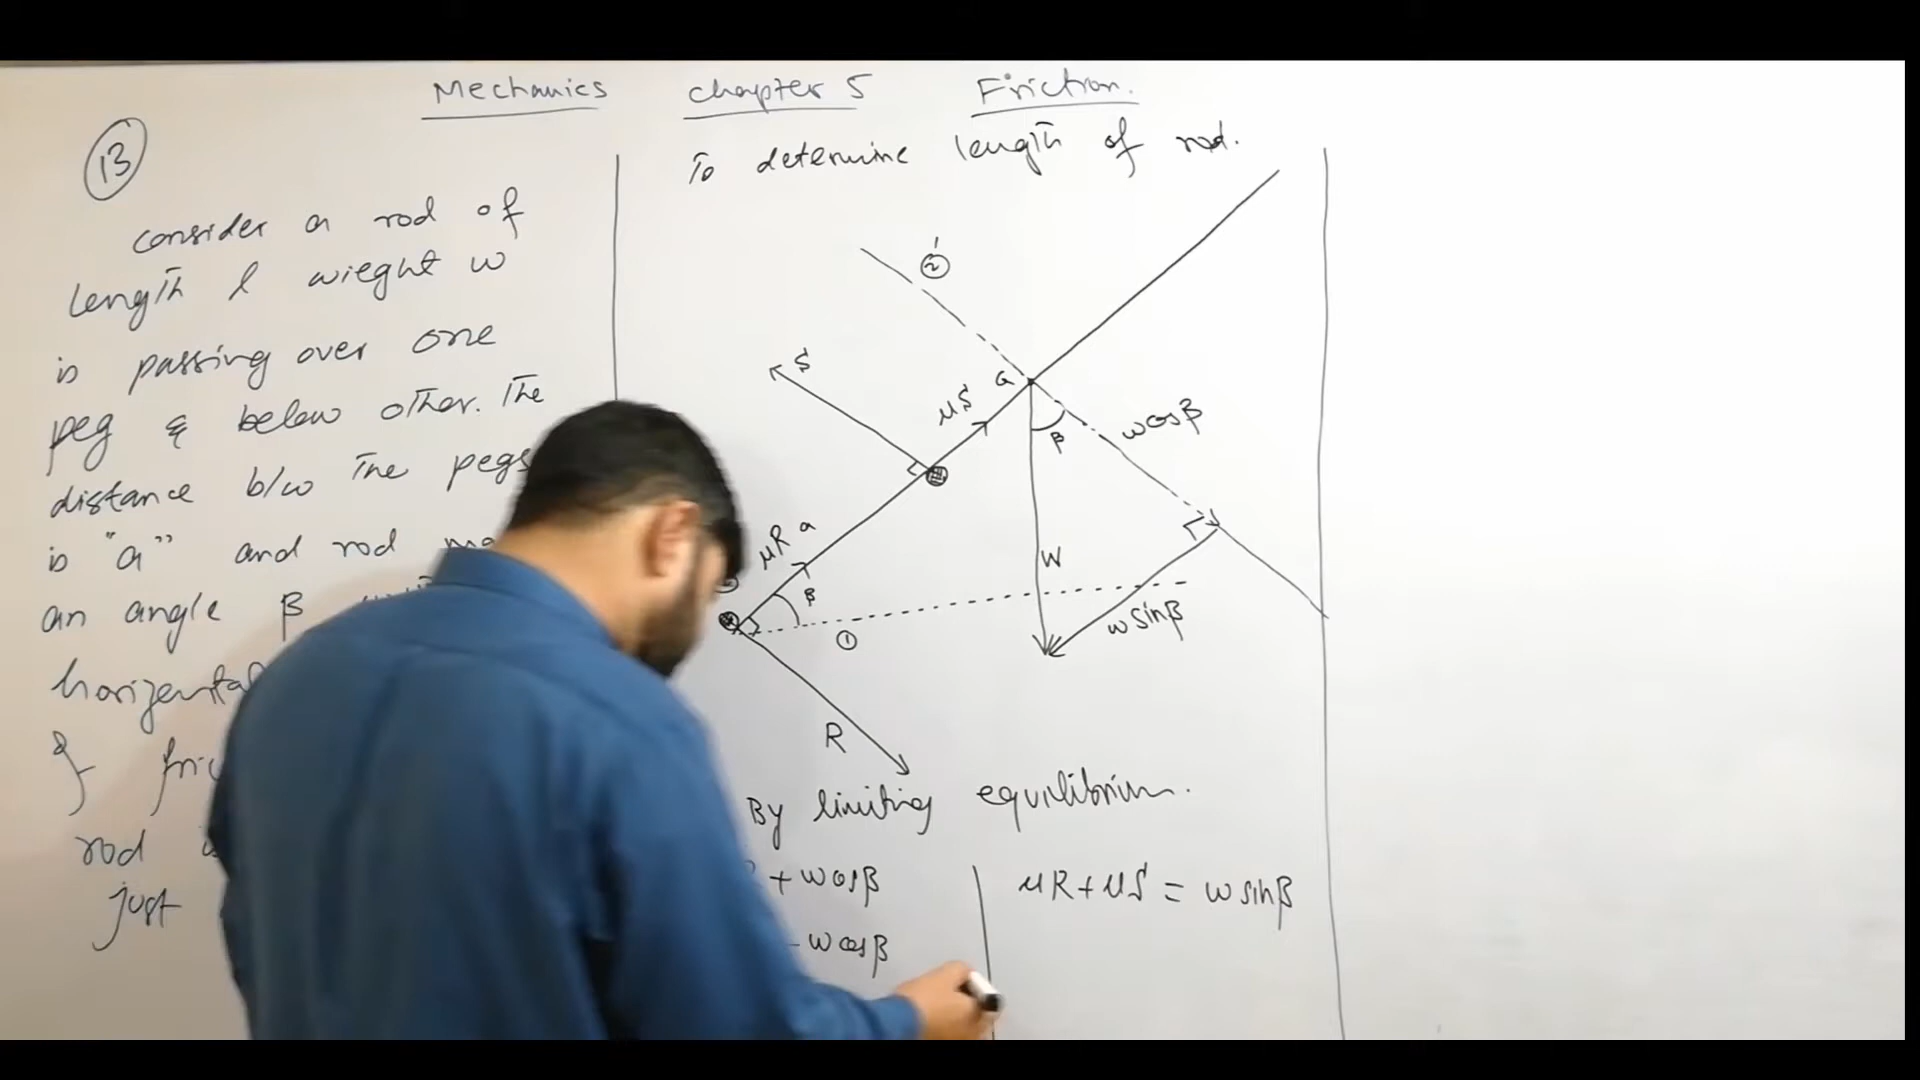 Mechanics chapter 5 Friction.
13
consider a rod of
length l wieght w
is passing over one
peg & below other. The
distance b/w The pegs
is "a" and rod
an angle β
rod
just
To determine length of rod.
2'
S
μS
G
β
wcosβ
μR a
β
W
1
wsinβ
R
By limiting equilibrium.
+ wcosβ
- wcosβ
μR+μS = wsinβ